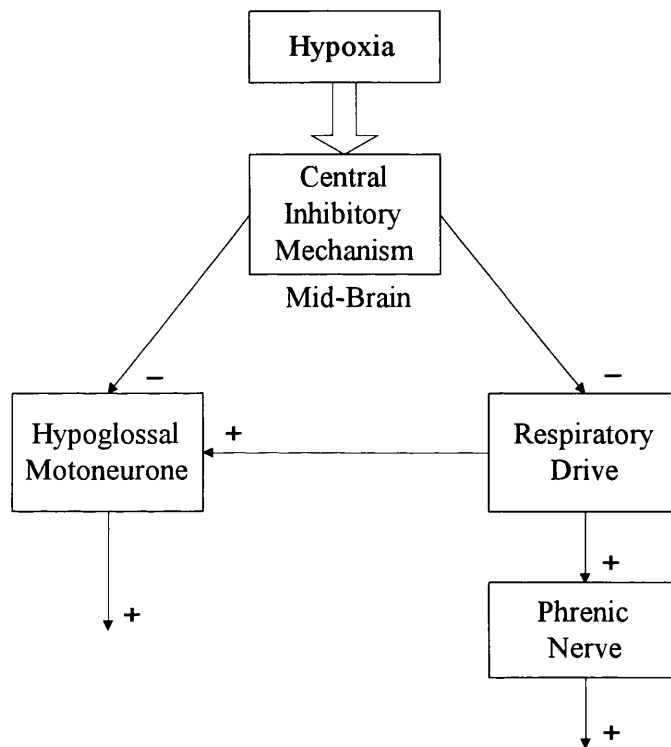 Hypoxia
Central
Inhibitory
Mechanism
Mid-Brain
−
−
Hypoglossal
Motoneurone
+
Respiratory
Drive
+
+
Phrenic
Nerve
+